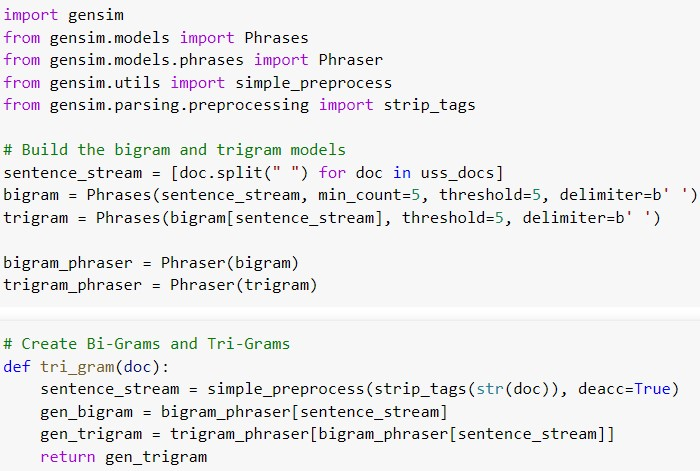 import gensim
from gensim.models import Phrases
from gensim.models.phrases import Phraser
from gensim.utils import simple_preprocess
from gensim.parsing.preprocessing import strip_tags

# Build the bigram and trigram models
sentence_stream = [doc.split(" ") for doc in uss_docs]
bigram = Phrases(sentence_stream, min_count=5, threshold=5, delimiter=b' ')
trigram = Phrases(bigram[sentence_stream], threshold=5, delimiter=b' ')

bigram_phraser = Phraser(bigram)
trigram_phraser = Phraser(trigram)

# Create Bi-Grams and Tri-Grams
def tri_gram(doc):
    sentence_stream = simple_preprocess(strip_tags(str(doc)), deacc=True)
    gen_bigram = bigram_phraser[sentence_stream]
    gen_trigram = trigram_phraser[bigram_phraser[sentence_stream]]
    return gen_trigram